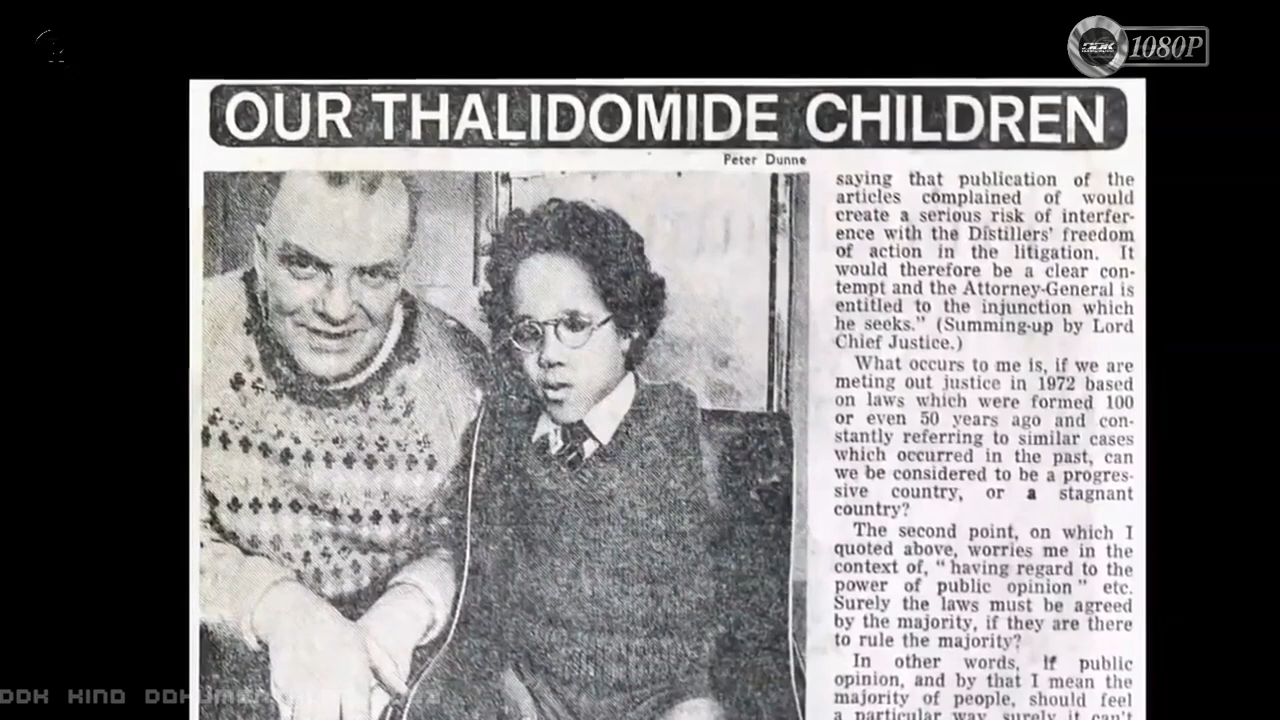 1080P
OUR THALIDOMIDE CHILDREN
Peter Dunne
saying that publication of the
articles complained of would
create a serious risk of interfer-
ence with the Distillers' freedom
of action in the litigation. It
would therefore be a clear con-
tempt and the Attorney-General is
entitled to the injunction which
he seeks." (Summing-up by Lord
Chief Justice.)
What occurs to me is, if we are
meting out justice in 1972 based
on laws which were formed 100
or even 50 years ago and con-
stantly referring to similar cases
which occurred in the past, can
we be considered to be a progres-
sive country, or a stagnant
country?
The second point, on which I
quoted above, worries me in the
context of, "having regard to the
power of public opinion" etc.
Surely the laws must be agreed
by the majority, if they are there
to rule the majority?
In other words, if public
opinion, and by that I mean the
majority of people, should feel
a particular way, surely it can't
DDK KIND